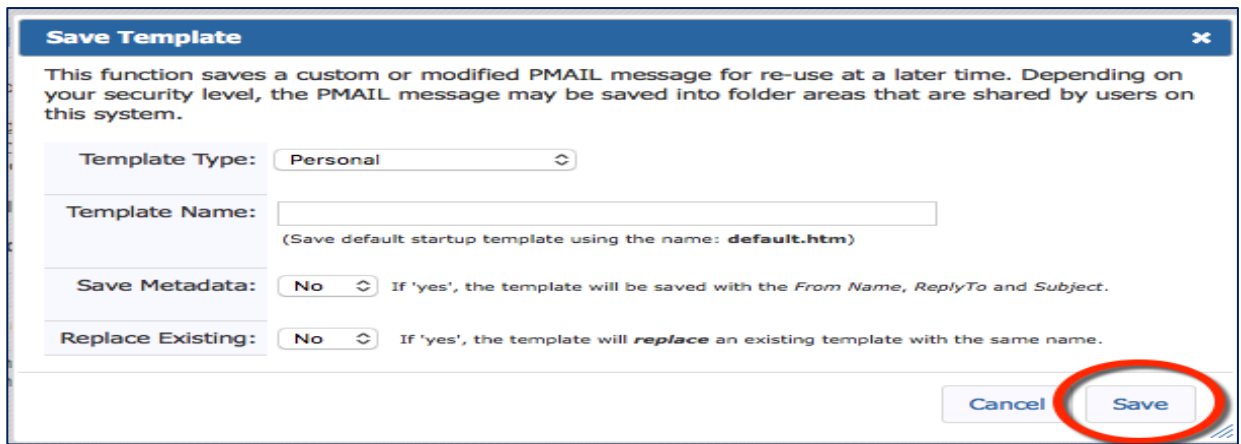 Save Template
This function saves a custom or modified PMAIL message for re-use at a later time. Depending on
your security level, the PMAIL message may be saved into folder areas that are shared by users on
this system.
Template Type: Personal
Template Name:
(Save default startup template using the name: default.htm)
Save Metadata: No If 'yes', the template will be saved with the From Name, ReplyTo and Subject.
Replace Existing: No If 'yes', the template will replace an existing template with the same name.
Cancel Save